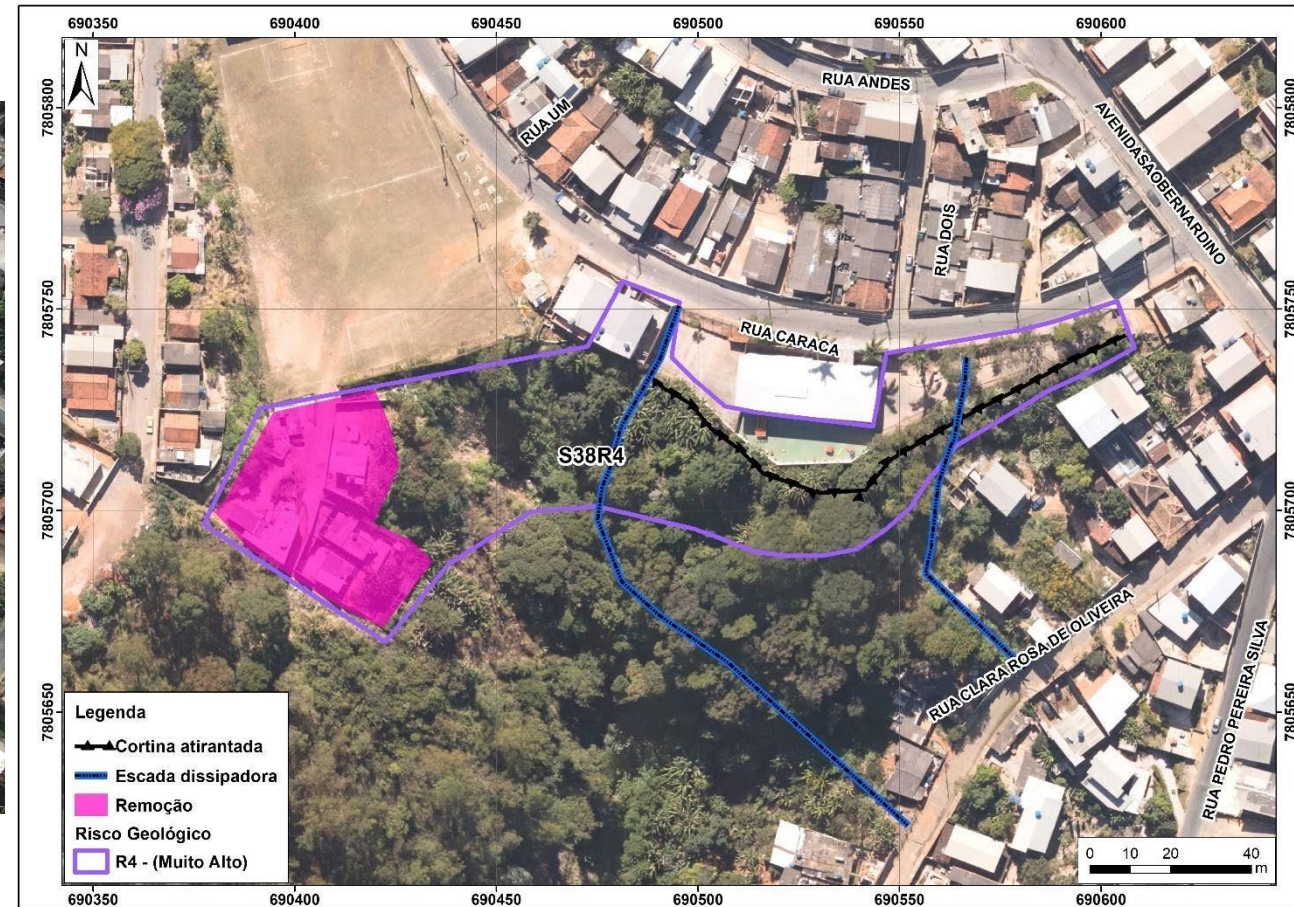 690350 690400 690450 690500 690550 690600
N
RUA ANDES
RUA UM
AVENIDASAOBERNARDINO
7805800 7805800
RUA DOIS
7805750 7805750
RUA CARACA
S38R4
7805700 7805700
RUA CLARA ROSA DE OLIVEIRA
RUA PEDRO PEREIRA SILVA
7805650 7805650
Legenda
Cortina atirantada
Escada dissipadora
Remoção
Risco Geológico
R4 - (Muito Alto)
0 10 20 40
m
690350 690400 690450 690500 690550 690600